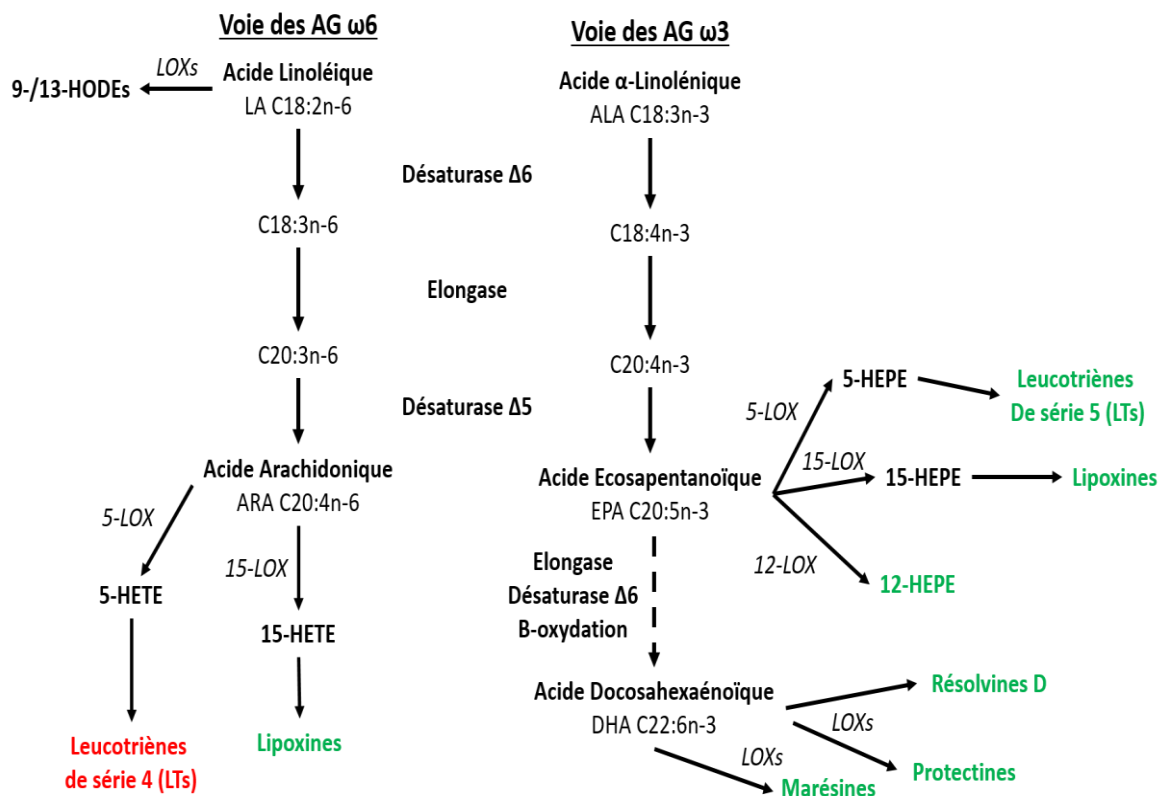 Voie des AG ω6
Voie des AG ω3
LOXs
9-/13-HODEs
Acide Linoléique
LA C18:2n-6
Acide α-Linolénique
ALA C18:3n-3
Désaturase Δ6
C18:3n-6
C18:4n-3
Elongase
C20:3n-6
C20:4n-3
Désaturase Δ5
Acide Arachidonique
ARA C20:4n-6
Acide Ecosapentanoïque
EPA C20:5n-3
5-LOX
5-HEPE
Leucotriènes
De série 5 (LTs)
15-LOX
15-HEPE
Lipoxines
12-LOX
12-HEPE
5-LOX
15-LOX
5-HETE
15-HETE
Leucotriènes
de série 4 (LTs)
Lipoxines
Elongase
Désaturase Δ6
B-oxydation
Acide Docosahexaénoïque
DHA C22:6n-3
Résolvines D
LOXs
Protectines
LOXs
Marésines